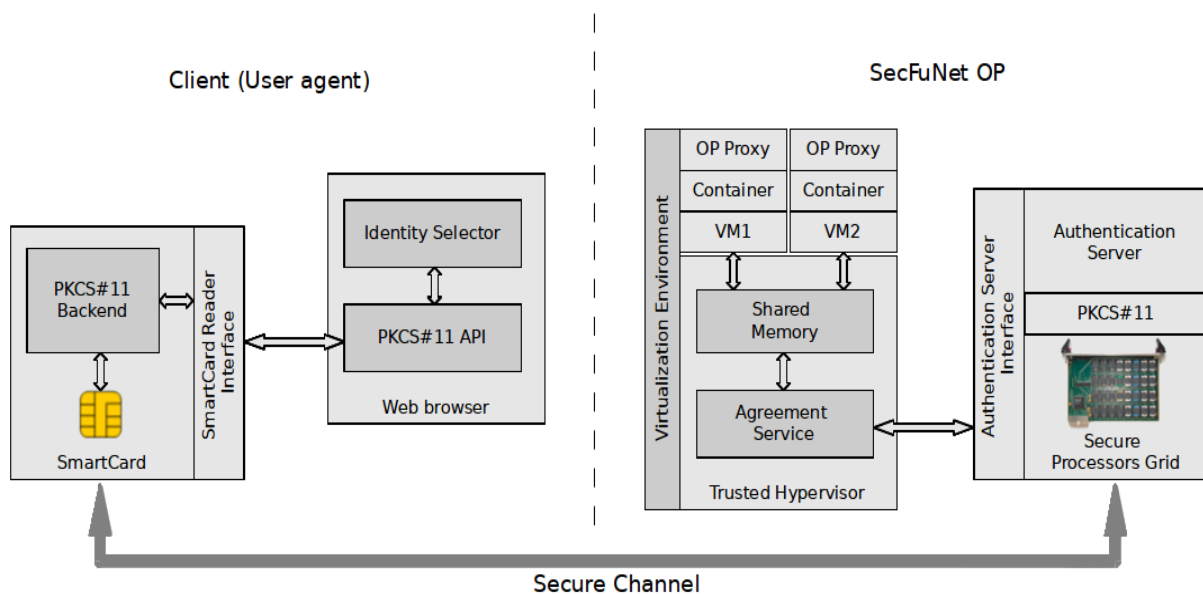 Client (User agent)
SecFuNet OP
PKCS#11
Backend
SmartCard
SmartCard Reader
Interface
Identity Selector
PKCS#11 API
Web browser
Virtualization Environment
OP Proxy
Container
VM1
OP Proxy
Container
VM2
Shared
Memory
Agreement
Service
Trusted Hypervisor
Authentication Server
Interface
Authentication
Server
PKCS#11
Secure
Processors Grid
Secure Channel